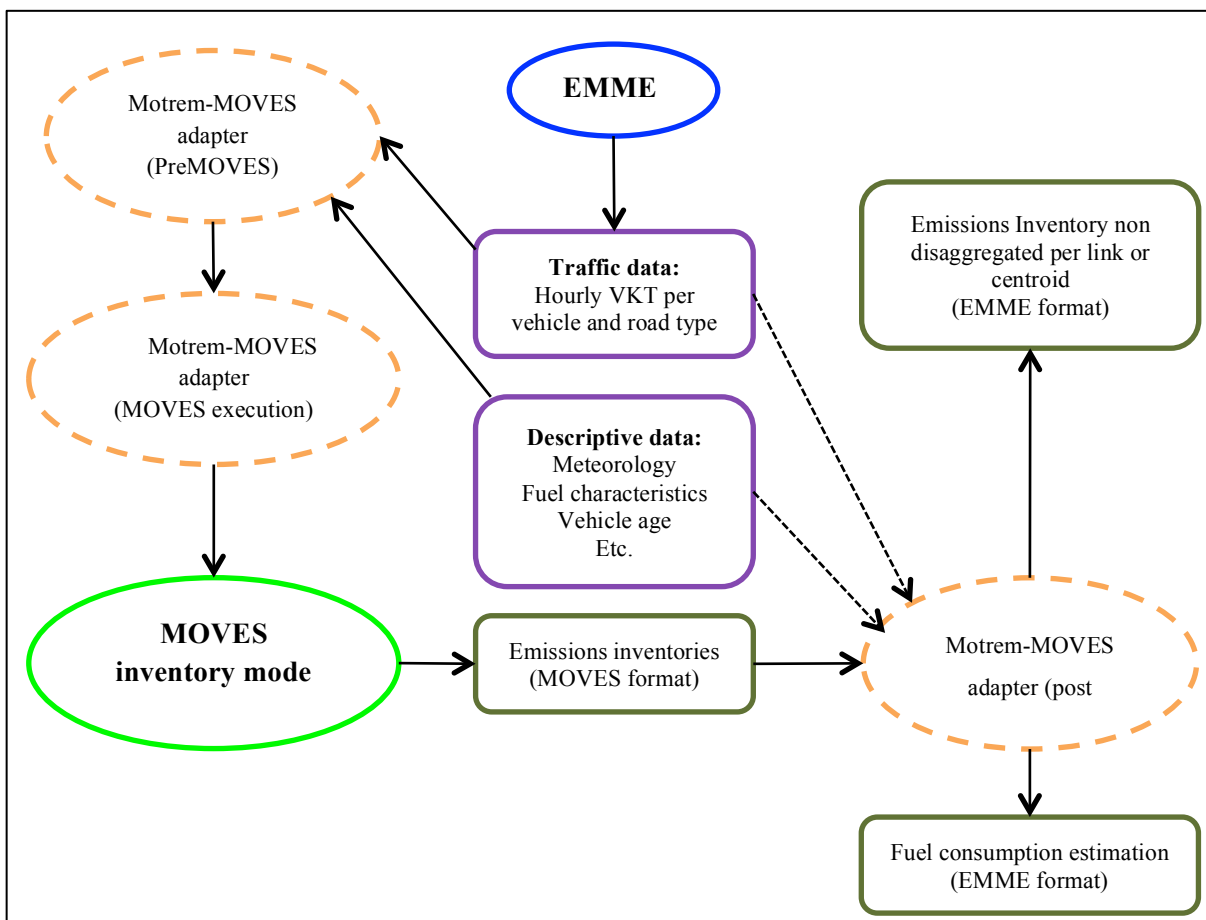 Motrem-MOVES
adapter
(PreMOVES)
EMME
Traffic data:
Hourly VKT per
vehicle and road type
Emissions Inventory non
disaggregated per link or
centroid
(EMME format)
Motrem-MOVES
adapter
(MOVES execution)
Descriptive data:
Meteorology
Fuel characteristics
Vehicle age
Etc.
MOVES
inventory mode
Emissions inventories
(MOVES format)
Motrem-MOVES
adapter (post
Fuel consumption estimation
(EMME format)